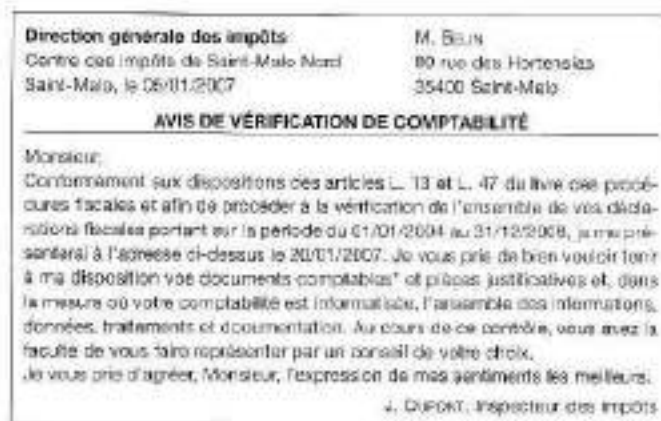 Direction générale des impôts
Centre des Impôts de Saint-Malo Nord
Saint-Malo, le 05/01/2007
M. BELIN
80 rue des Hortensias
35400 Saint-Malo
AVIS DE VÉRIFICATION DE COMPTABILITÉ
Monsieur,
Conformément aux dispositions des articles L. 13 et L. 47 du livre des procé-
dures fiscales et afin de procéder à la vérification de l'ensemble de vos décla-
rations fiscales portant sur la période du 01/01/2004 au 31/12/2006, je me pré-
senterai à l'adresse ci-dessus le 20/01/2007. Je vous prie de bien vouloir tenir
à ma disposition vos documents comptables* et pièces justificatives et, dans
la mesure où votre comptabilité est informatisée, l'ensemble des informations,
données, traitements et documentation. Au cours de ce contrôle, vous avez la
faculté de vous faire représenter par un conseil de votre choix.
Je vous prie d'agréer, Monsieur, l'expression de mes sentiments les meilleurs.
J. DUPONT, Inspecteur des impôts